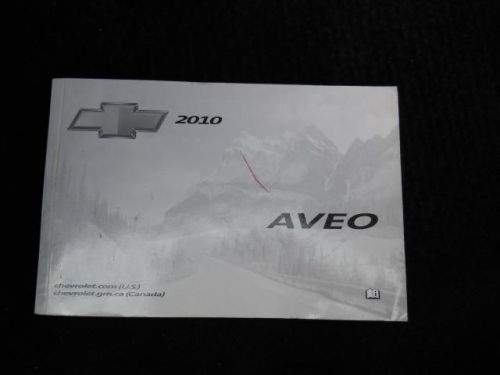 2010
AVEO
chevrolet.com (U.S.)
chevrolet.gm.ca (Canada)